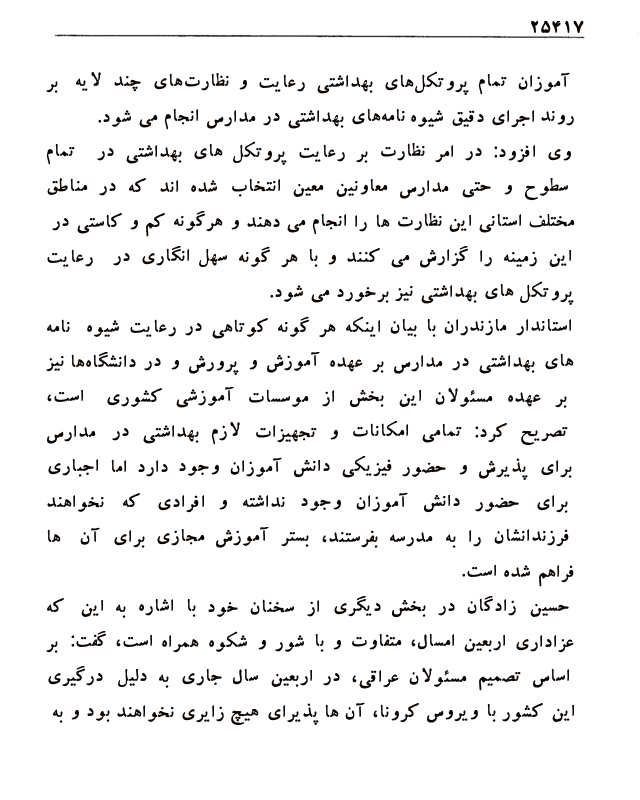 ۲۵۴۱۷
آموزان تمام پروتکل‌های بهداشتی رعایت و نظارت‌های چند لایه بر
روند اجرای دقیق شیوه نامه‌های بهداشتی در مدارس انجام می شود.
وی افزود: در امر نظارت بر رعایت پروتکل های بهداشتی در تمام
سطوح و حتی مدارس معاونین معین انتخاب شده اند که در مناطق
مختلف استانی این نظارت ها را انجام می دهند و هرگونه کم و کاستی در
این زمینه را گزارش می کنند و با هر گونه سهل انگاری در رعایت
پروتکل های بهداشتی نیز برخورد می شود.
استاندار مازندران با بیان اینکه هر گونه کوتاهی در رعایت شیوه نامه
های بهداشتی در مدارس بر عهده آموزش و پرورش و در دانشگاه‌ها نیز
بر عهده مسئولان این بخش از موسسات آموزشی کشوری است،
تصریح کرد: تمامی امکانات و تجهیزات لازم بهداشتی در مدارس
برای پذیرش و حضور فیزیکی دانش آموزان وجود دارد اما اجباری
برای حضور دانش آموزان وجود نداشته و افرادی که نخواهند
فرزندانشان را به مدرسه بفرستند، بستر آموزش مجازی برای آن ها
فراهم شده است.
حسین زادگان در بخش دیگری از سخنان خود با اشاره به این که
عزاداری اربعین امسال، متفاوت و با شور و شکوه همراه است، گفت: بر
اساس تصمیم مسئولان عراقی، در اربعین سال جاری به دلیل درگیری
این کشور با ویروس کرونا، آن ها پذیرای هیچ زایری نخواهند بود و به